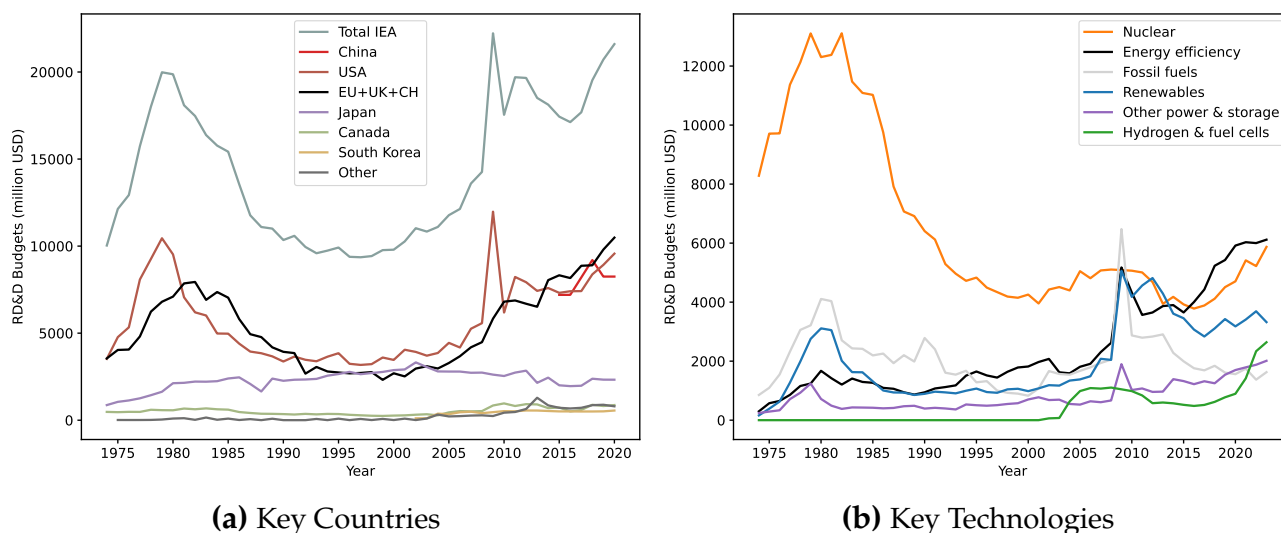 Total IEA
China
USA
EU+UK+CH
Japan
Canada
South Korea
Other
RD&D Budgets (million USD)
20000
15000
10000
5000
0
1975 1980 1985 1990 1995 2000 2005 2010 2015 2020
Year
(a) Key Countries
Nuclear
Energy efficiency
Fossil fuels
Renewables
Other power & storage
Hydrogen & fuel cells
RD&D Budgets (million USD)
12000
10000
8000
6000
4000
2000
0
1975 1980 1985 1990 1995 2000 2005 2010 2015 2020
Year
(b) Key Technologies